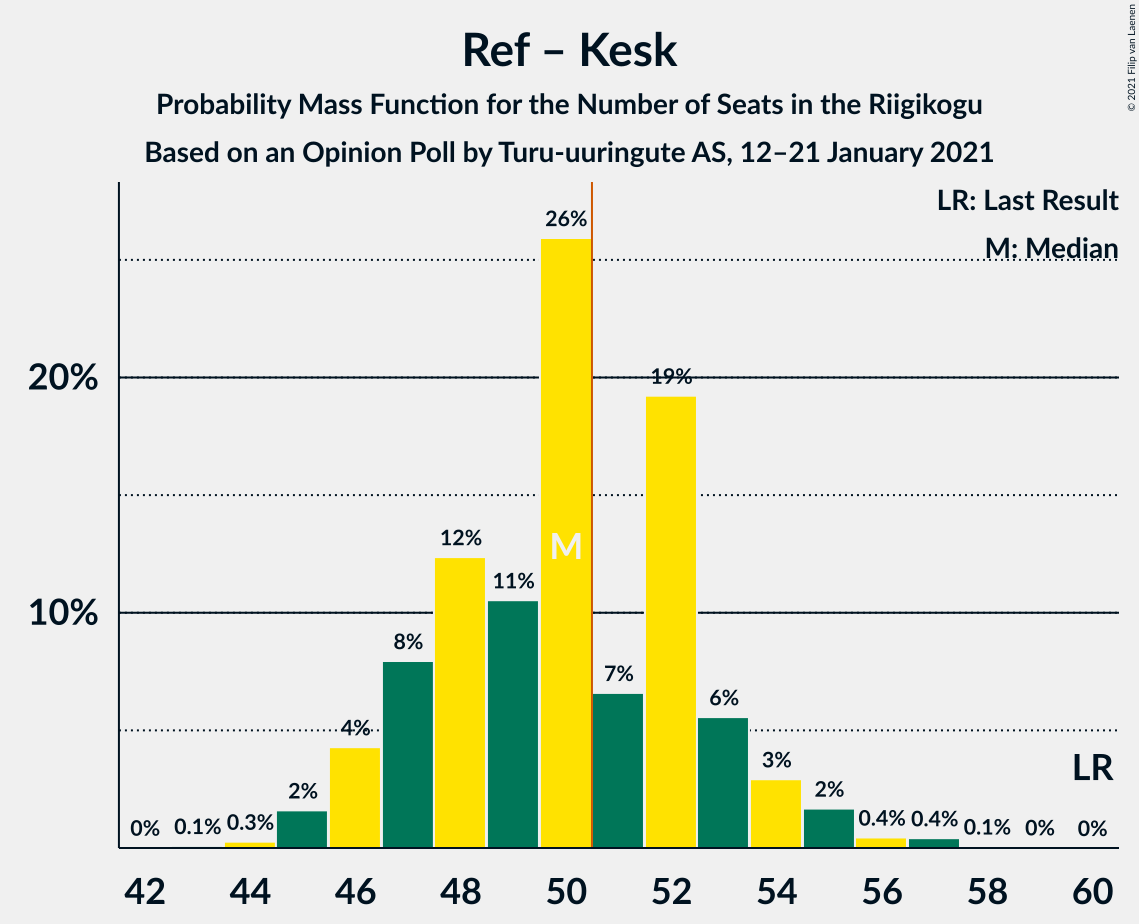 Ref – Kesk
Probability Mass Function for the Number of Seats in the Riigikogu
Based on an Opinion Poll by Turu-uuringute AS, 12–21 January 2021
© 2021 Filip van Laenen
LR: Last Result
M: Median
26%
20%
19%
M
12%
11%
10%
8%
7%
6%
4%
3%
LR
2%
2%
0% 0.1% 0.3% 0.4% 0.4% 0.1% 0% 0%
42 44 46 48 50 52 54 56 58 60